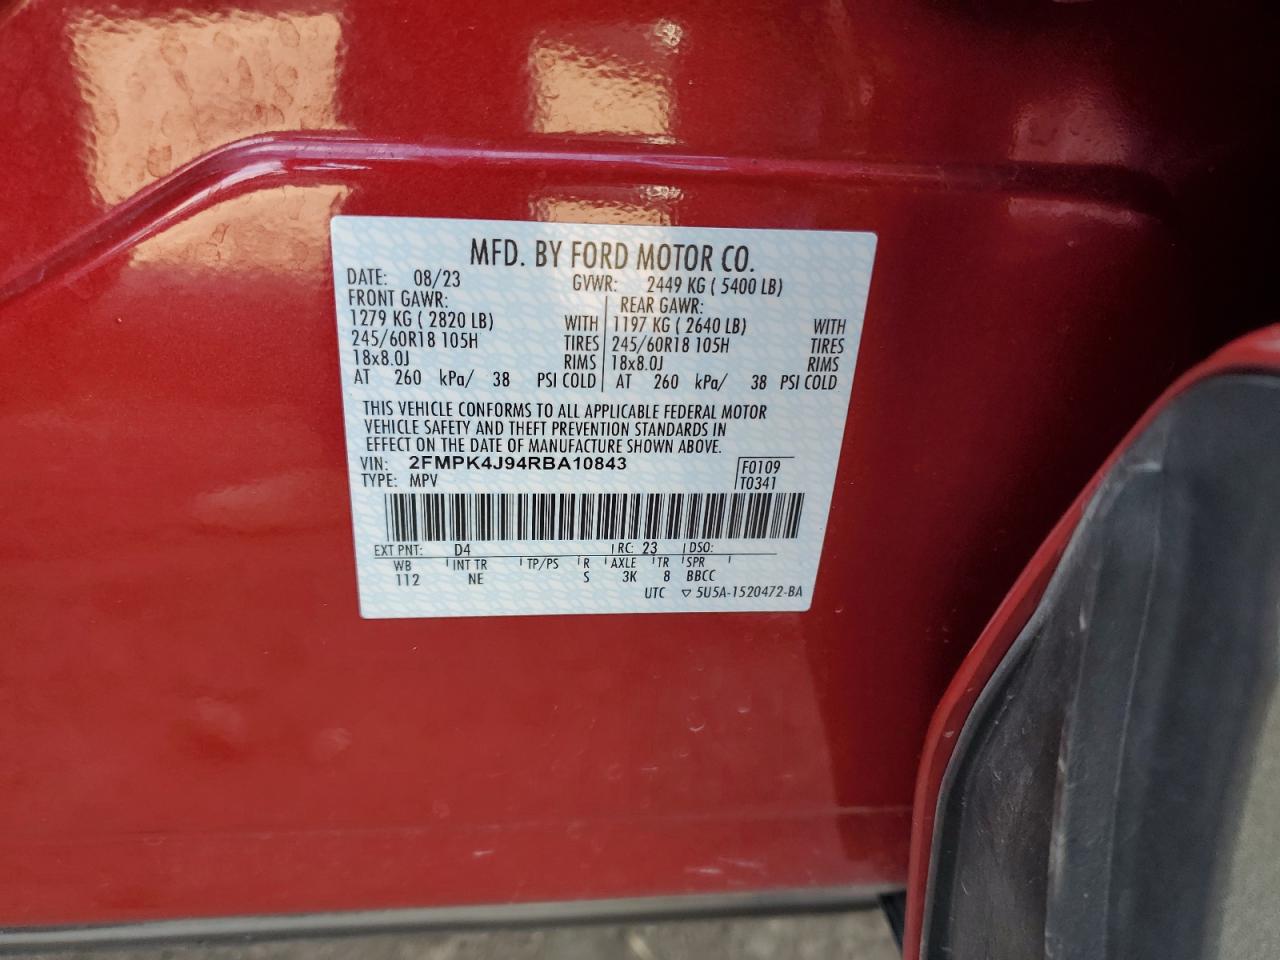 MFD. BY FORD MOTOR CO.
DATE: 08/23 GVWR: 2449 KG ( 5400 LB)
FRONT GAWR: REAR GAWR:
1279 KG ( 2820 LB) WITH 1197 KG ( 2640 LB) WITH
245/60R18 105H TIRES 245/60R18 105H TIRES
18x8.0J RIMS 18x8.0J RIMS
AT 260 kPa/ 38 PSI COLD AT 260 kPa/ 38 PSI COLD
THIS VEHICLE CONFORMS TO ALL APPLICABLE FEDERAL MOTOR
VEHICLE SAFETY AND THEFT PREVENTION STANDARDS IN
EFFECT ON THE DATE OF MANUFACTURE SHOWN ABOVE.
VIN: 2FMPK4J94RBA10843 F0109
TYPE: MPV T0341
EXT PNT: D4 RC: 23 DSO:
WB INT TR TP/PS R AXLE TR SPR
112 NE S 3K 8 BBCC
UTC ▽ 5U5A-1520472-BA